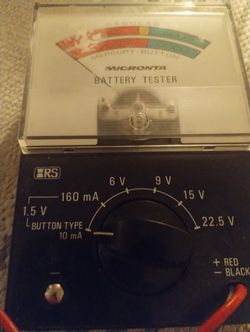 REGULAR
MERCURY-BUTTON
MICRONTA
BATTERY TESTER
RS
6 V
9 V
160 mA
15 V
1.5 V
22.5 V
BUTTON TYPE
10 mA
+ RED
- BLACK
-